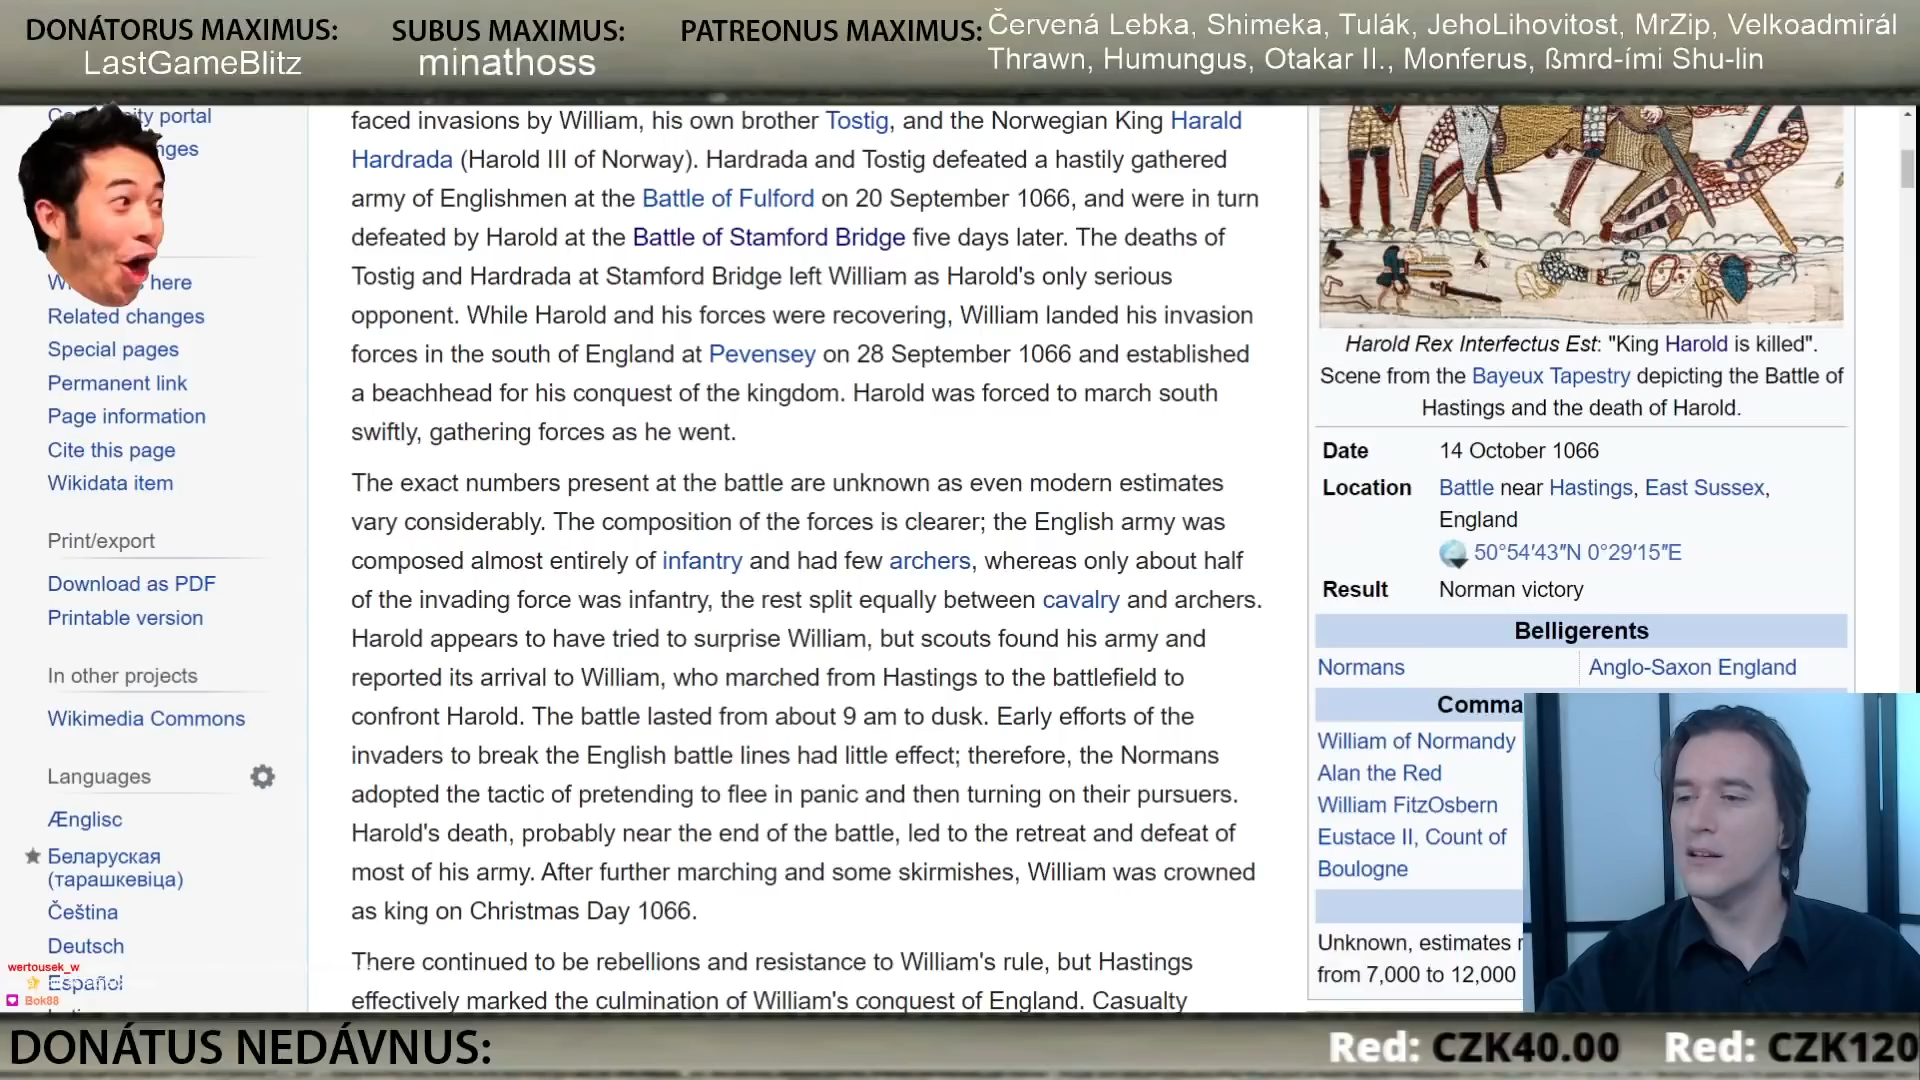 DONÁTORUS MAXIMUS:
LastGameBlitz
SUBUS MAXIMUS:
minathoss
PATREONUS MAXIMUS:
Červená Lebka, Shimeka, Tulák, JehoLihovitost, MrZip, Velkoadmirál
Thrawn, Humungus, Otakar II., Monferus, ßmrd-ími Shu-lin
portal
here
Related changes
Special pages
Permanent link
Page information
Cite this page
Wikidata item
Print/export
Download as PDF
Printable version
In other projects
Wikimedia Commons
Languages
Ænglisc
Беларуская
(тарашкевіца)
Čeština
Deutsch
Español
wertousek_w
Bok88
faced invasions by William, his own brother Tostig, and the Norwegian King Harald
Hardrada (Harold III of Norway). Hardrada and Tostig defeated a hastily gathered
army of Englishmen at the Battle of Fulford on 20 September 1066, and were in turn
defeated by Harold at the Battle of Stamford Bridge five days later. The deaths of
Tostig and Hardrada at Stamford Bridge left William as Harold's only serious
opponent. While Harold and his forces were recovering, William landed his invasion
forces in the south of England at Pevensey on 28 September 1066 and established
a beachhead for his conquest of the kingdom. Harold was forced to march south
swiftly, gathering forces as he went.
The exact numbers present at the battle are unknown as even modern estimates
vary considerably. The composition of the forces is clearer; the English army was
composed almost entirely of infantry and had few archers, whereas only about half
of the invading force was infantry, the rest split equally between cavalry and archers.
Harold appears to have tried to surprise William, but scouts found his army and
reported its arrival to William, who marched from Hastings to the battlefield to
confront Harold. The battle lasted from about 9 am to dusk. Early efforts of the
invaders to break the English battle lines had little effect; therefore, the Normans
adopted the tactic of pretending to flee in panic and then turning on their pursuers.
Harold's death, probably near the end of the battle, led to the retreat and defeat of
most of his army. After further marching and some skirmishes, William was crowned
as king on Christmas Day 1066.
There continued to be rebellions and resistance to William's rule, but Hastings
effectively marked the culmination of William's conquest of England. Casualty
Harold Rex Interfectus Est: "King Harold is killed".
Scene from the Bayeux Tapestry depicting the Battle of
Hastings and the death of Harold.
Date 14 October 1066
Location Battle near Hastings, East Sussex,
England
50°54′43″N 0°29′15″E
Result Norman victory
Belligerents
Normans Anglo-Saxon England
Comma
William of Normandy
Alan the Red
William FitzOsbern
Eustace II, Count of
Boulogne
Unknown, estimates
from 7,000 to 12,000
DONÁTUS NEDÁVNUS:
Red: CZK40.00 Red: CZK120